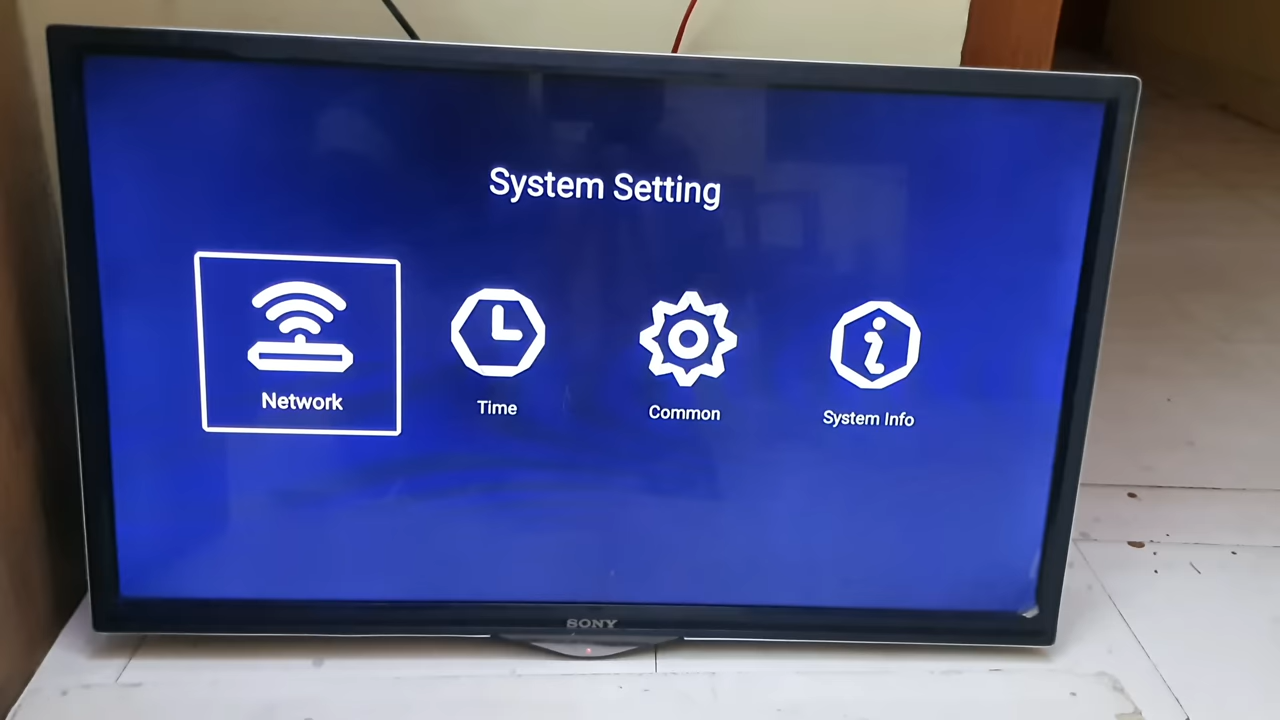 System Setting
Network
Time
Common
System Info
SONY